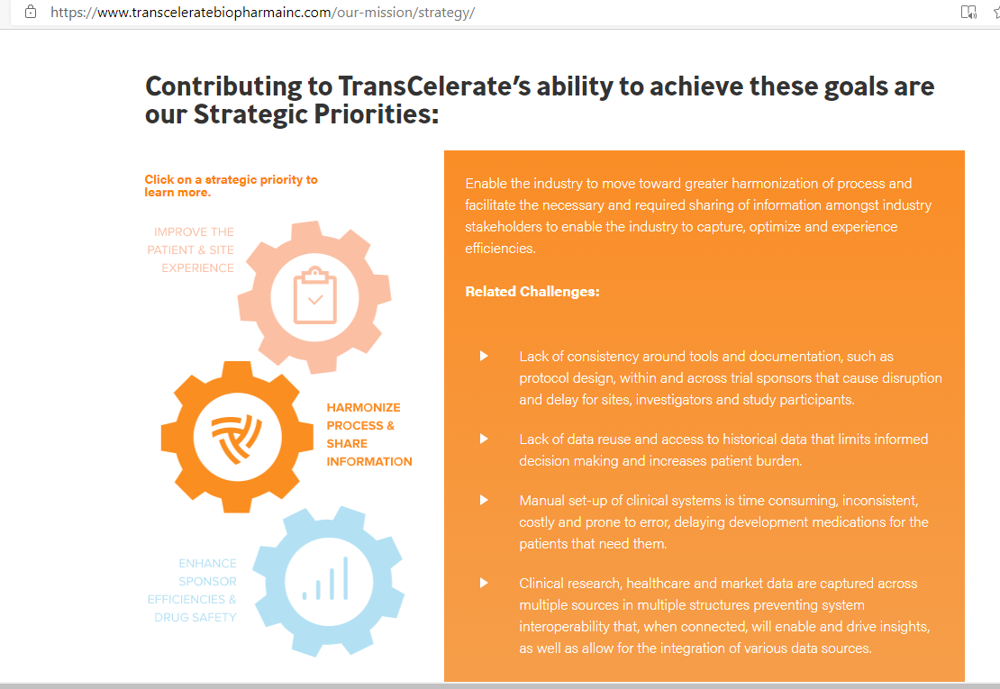 https://www.transceleratebiopharmainc.com/our-mission/strategy/
Contributing to TransCelerate’s ability to achieve these goals are
our Strategic Priorities:
Click on a strategic priority to
learn more.
IMPROVE THE
PATIENT & SITE
EXPERIENCE
HARMONIZE
PROCESS &
SHARE
INFORMATION
ENHANCE
SPONSOR
EFFICIENCIES &
DRUG SAFETY
Enable the industry to move toward greater harmonization of process and
facilitate the necessary and required sharing of information amongst industry
stakeholders to enable the industry to capture, optimize and experience
efficiencies.
Related Challenges:
Lack of consistency around tools and documentation, such as
protocol design, within and across trial sponsors that cause disruption
and delay for sites, investigators and study participants.
Lack of data reuse and access to historical data that limits informed
decision making and increases patient burden.
Manual set-up of clinical systems is time consuming, inconsistent,
costly and prone to error, delaying development medications for the
patients that need them.
Clinical research, healthcare and market data are captured across
multiple sources in multiple structures preventing system
interoperability that, when connected, will enable and drive insights,
as well as allow for the integration of various data sources.